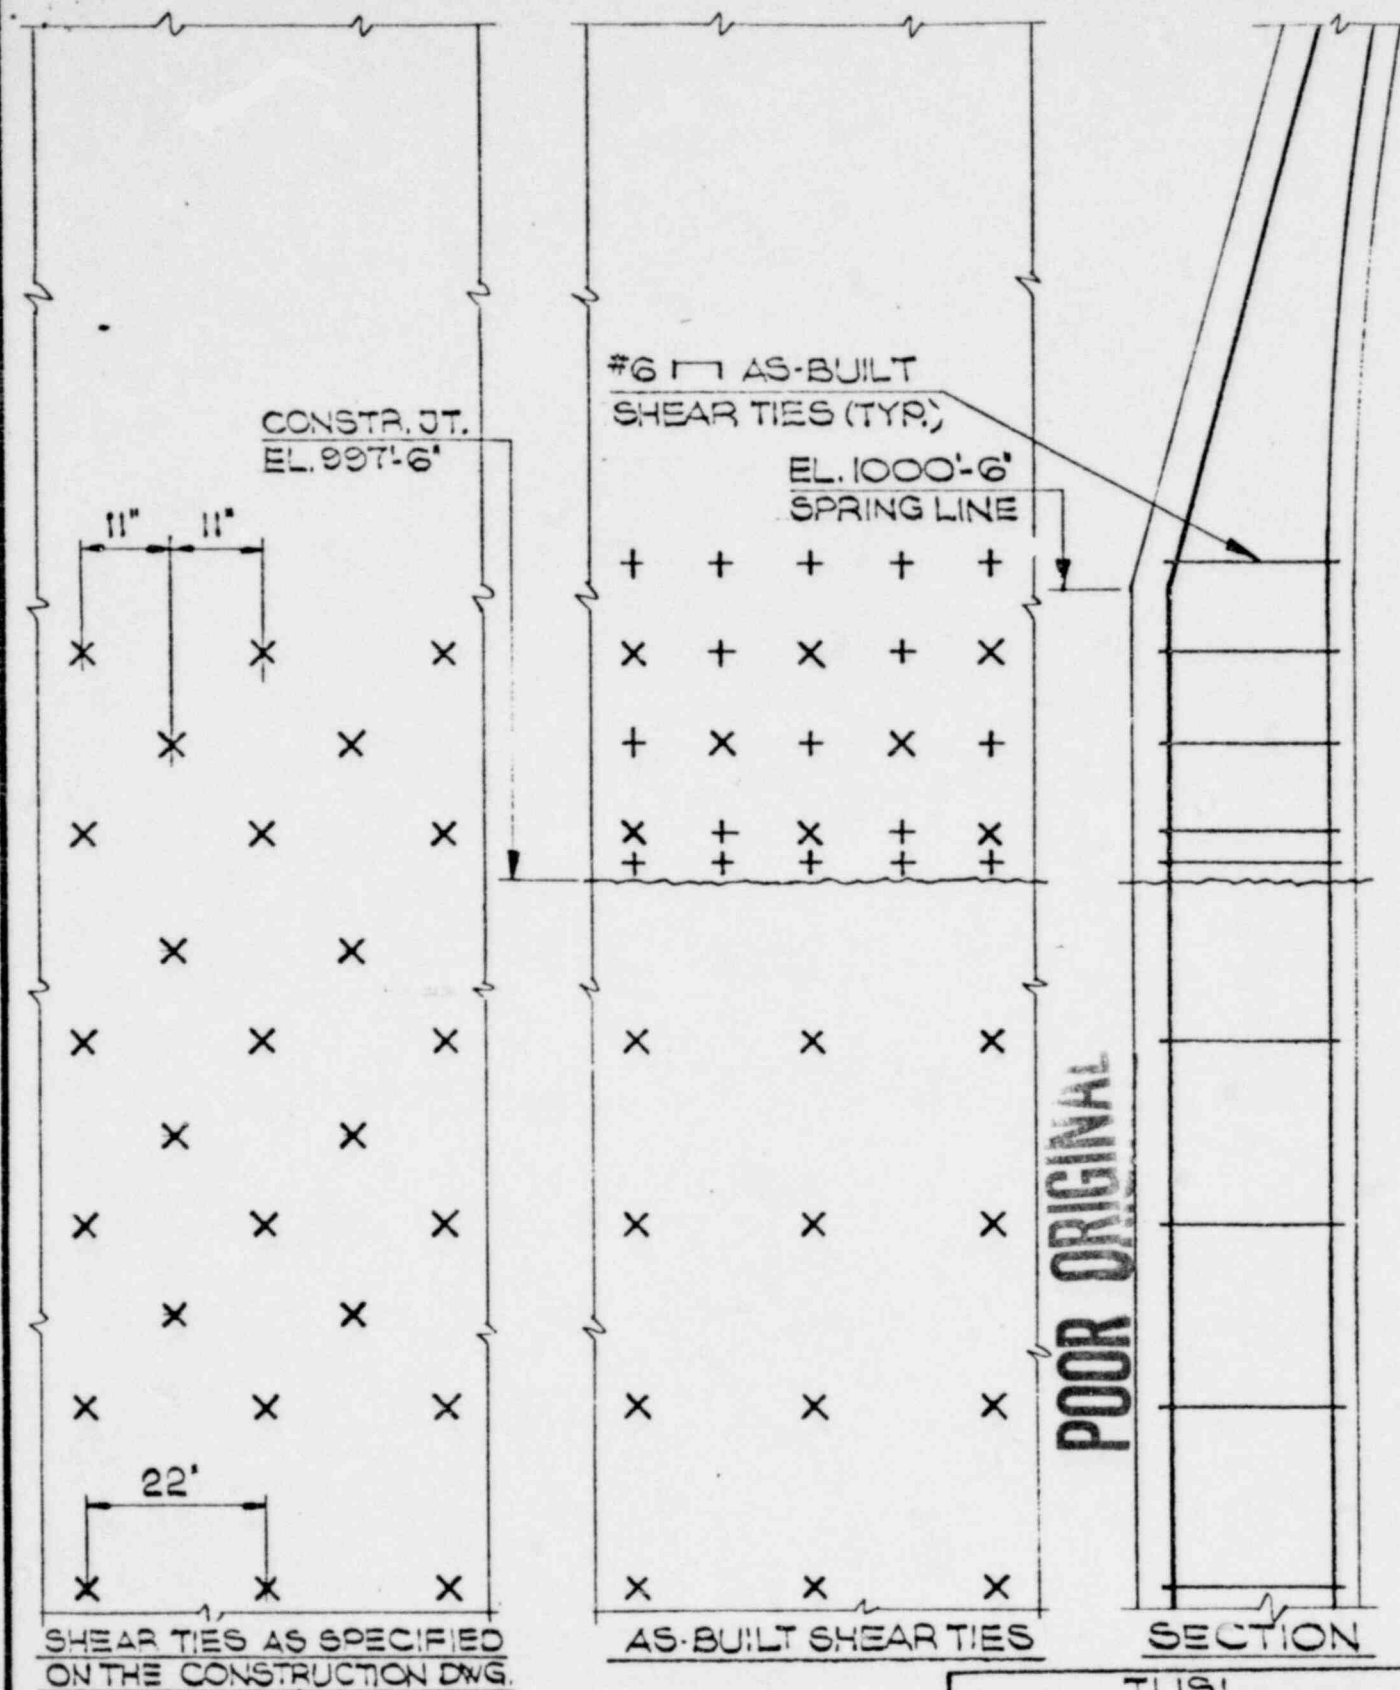 CONSTR. JT.
EL. 997'-6"
11" 11"
22"
SHEAR TIES AS SPECIFIED
ON THE CONSTRUCTION DWG.
#6 AS-BUILT
SHEAR TIES (TYP.)
EL. 1000'-6"
SPRING LINE
AS-BUILT SHEAR TIES
POOR ORIGINAL
SECTION